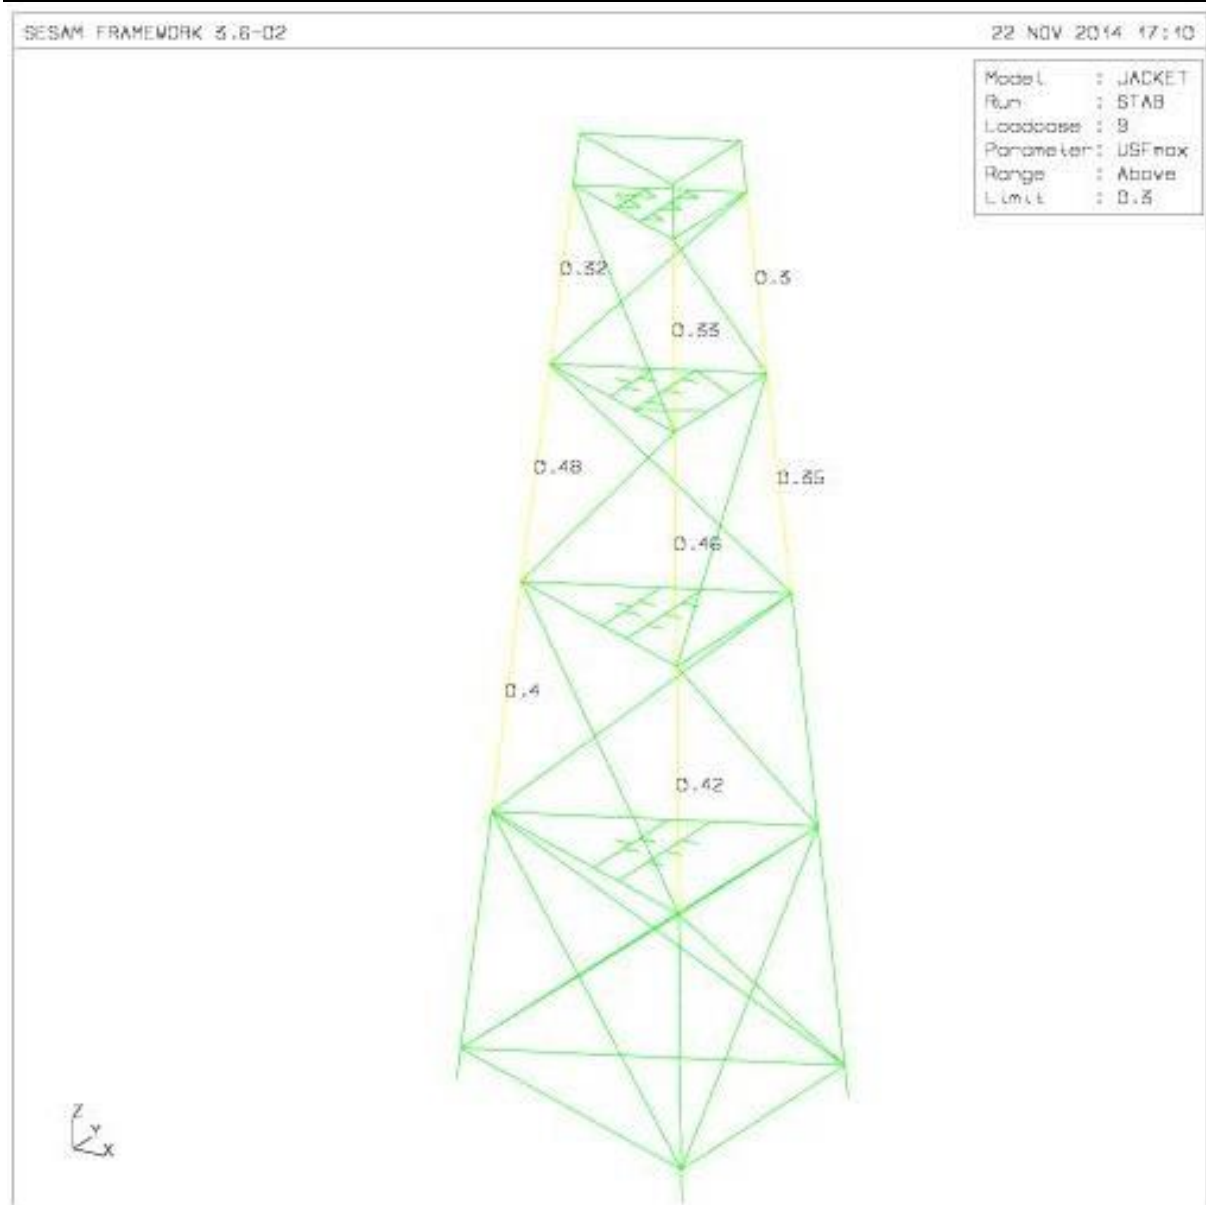 SESAM FRAMEWORK 3.6-02 22 NOV 2014 17:10
Model : JACKET
Run : STAB
Loadcase : 9
Parameter: USFmax
Range : Above
Limit : 0.3
0.32
0.3
0.33
0.48
0.35
0.46
0.4
0.42
Z
Y
X